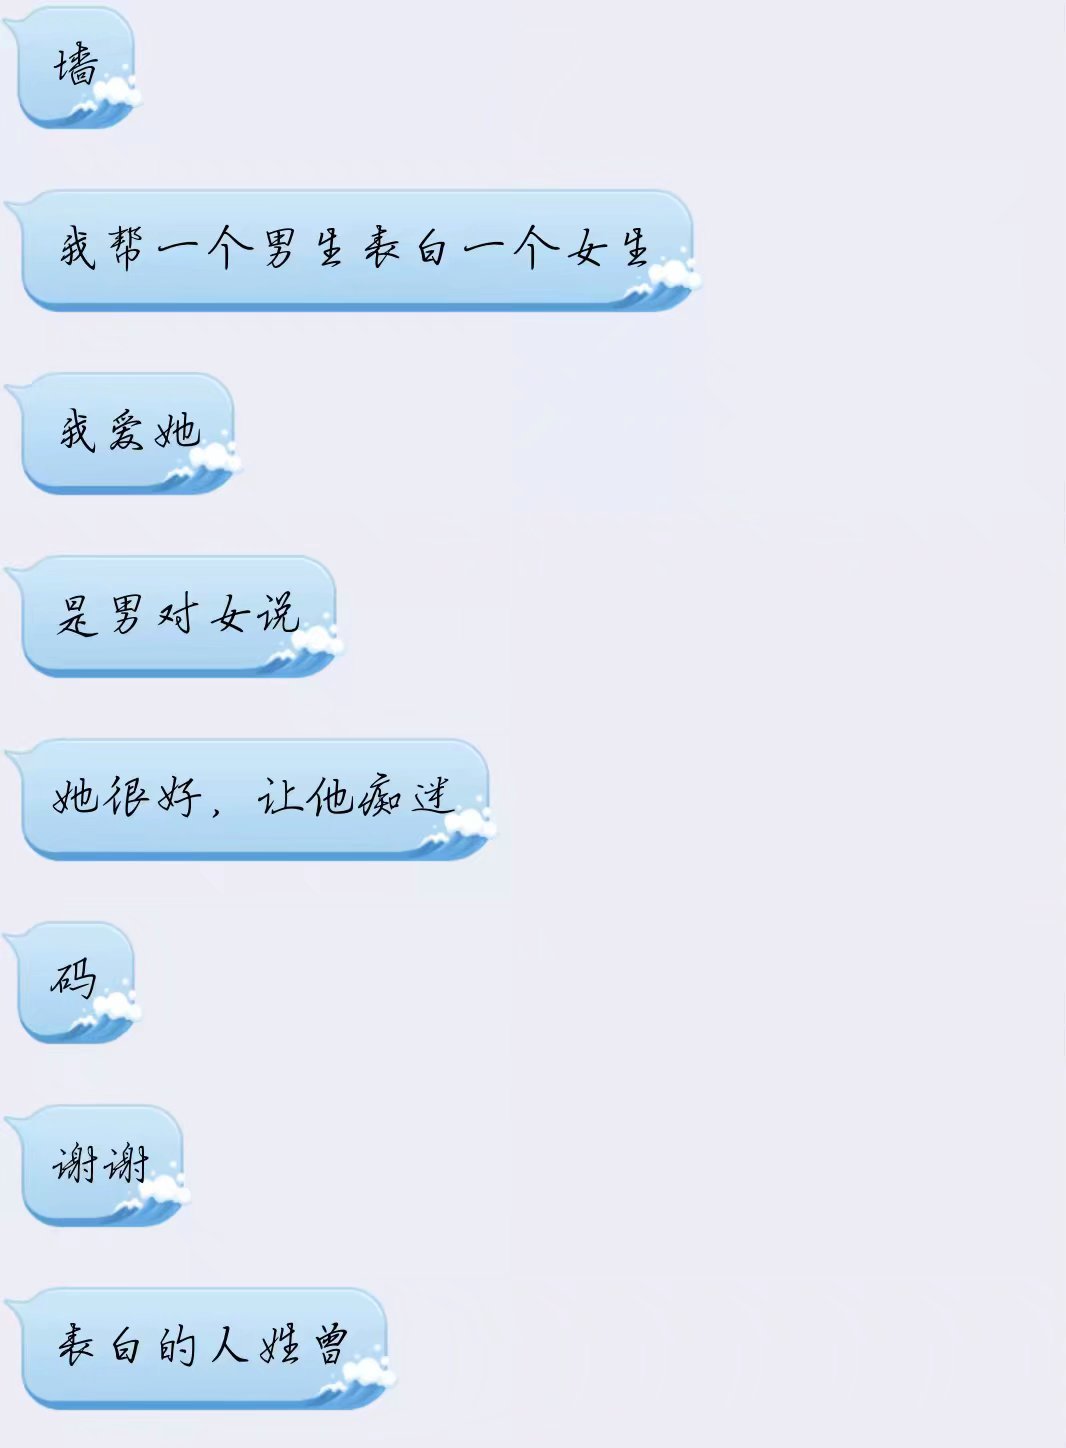 墙
我帮一个男生表白一个女生
我爱她
是男对女说
她很好，让他痴迷
码
谢谢
表白的人姓曾